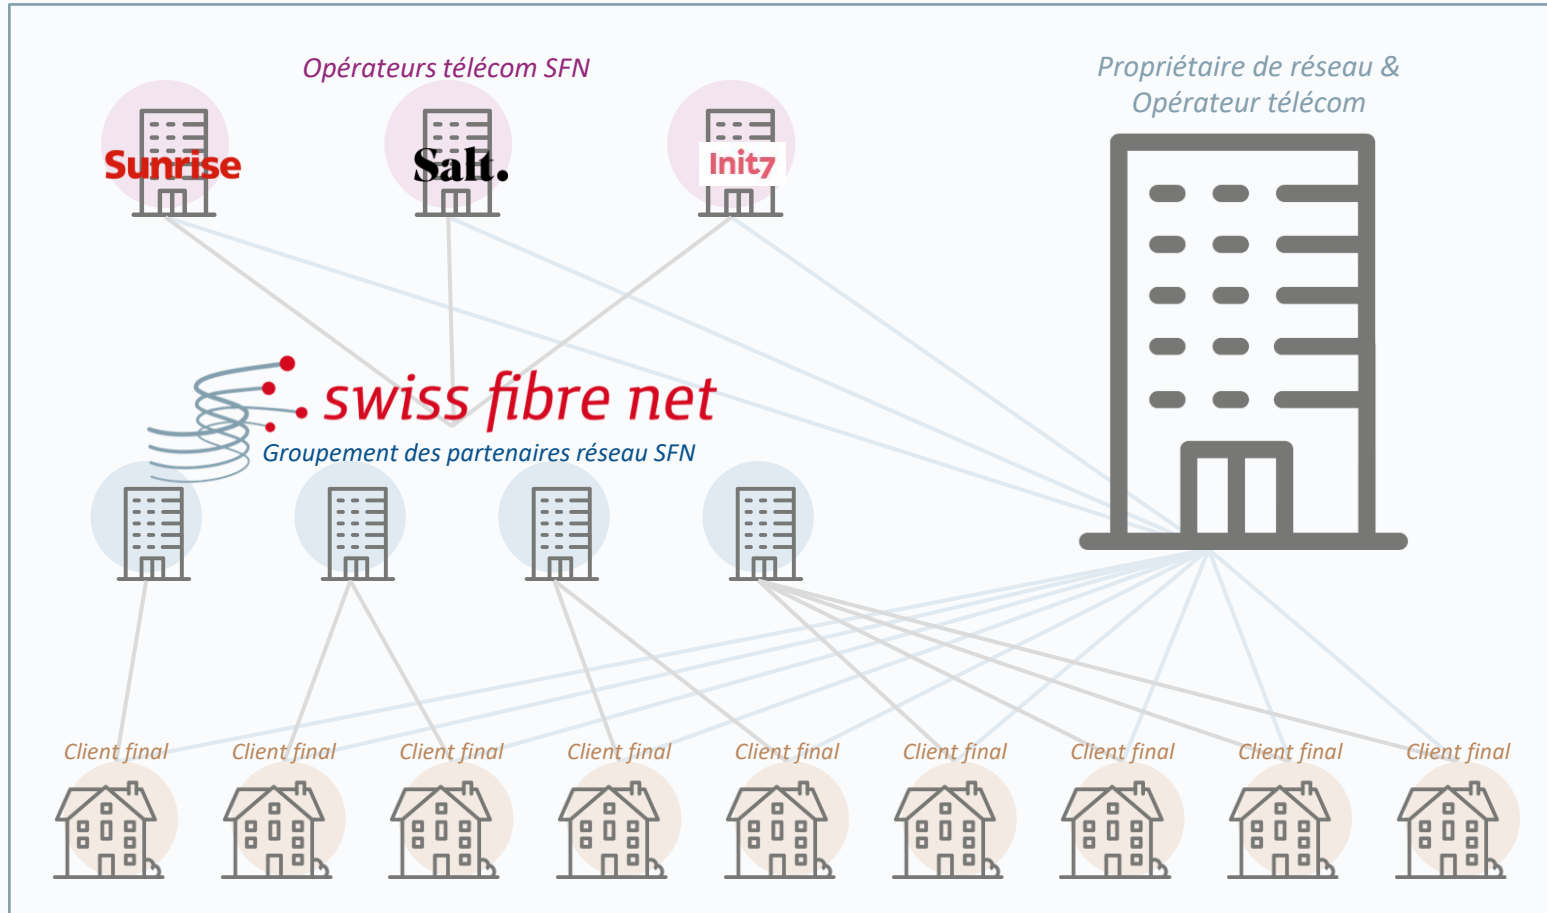 Opérateurs télécom SFN
Propriétaire de réseau &
Opérateur télécom
Sunrise
Salt.
Init7
swiss fibre net
Groupement des partenaires réseau SFN
Client final
Client final
Client final
Client final
Client final
Client final
Client final
Client final
Client final